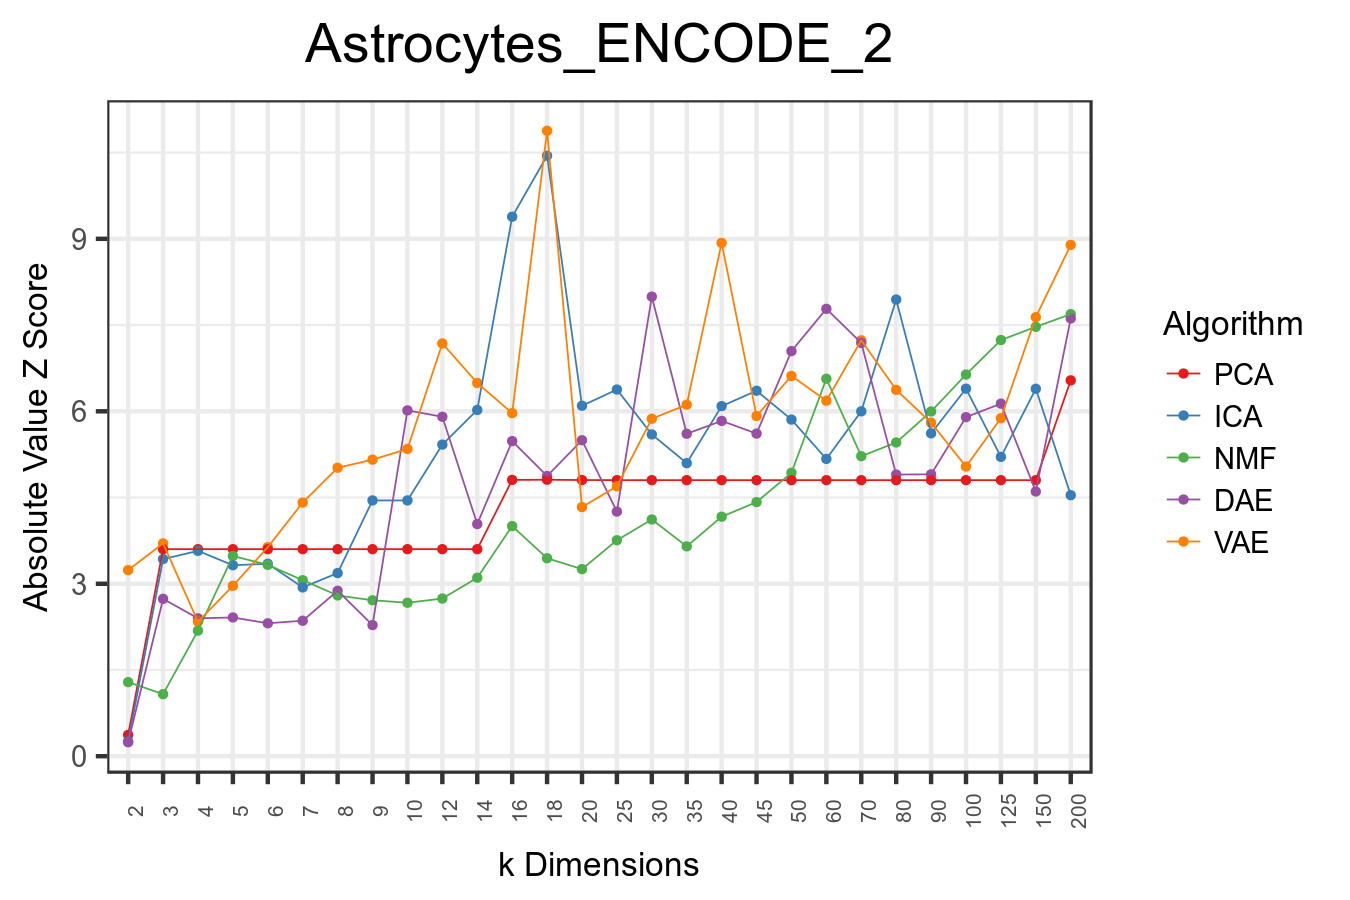 Astrocytes_ENCODE_2
Absolute Value Z Score
9
6
3
0
2 3 4 5 6 7 8 9 10 12 14 16 18 20 25 30 35 40 45 50 60 70 80 90 100 125 150 200
k Dimensions
Algorithm
PCA
ICA
NMF
DAE
VAE